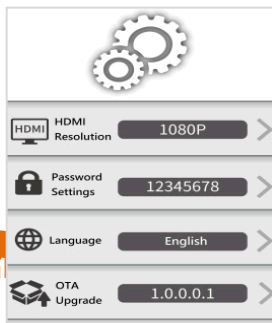 HDMI
HDMI
Resolution
1080P
Password
Settings
12345678
Language
English
OTA
Upgrade
1.0.0.0.1